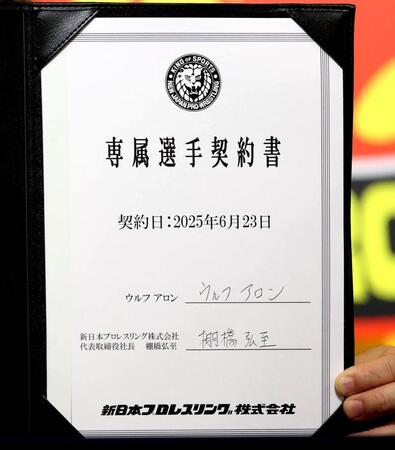 KING OF SPORTS
NEW JAPAN PRO-WRESTLING
専属選手契約書
契約日:2025年6月23日
ウルフ アロン ウルフ アロン
新日本プロレスリング株式会社
代表取締役社長 棚橋弘至 棚橋弘至
新日本プロレスリング株式会社